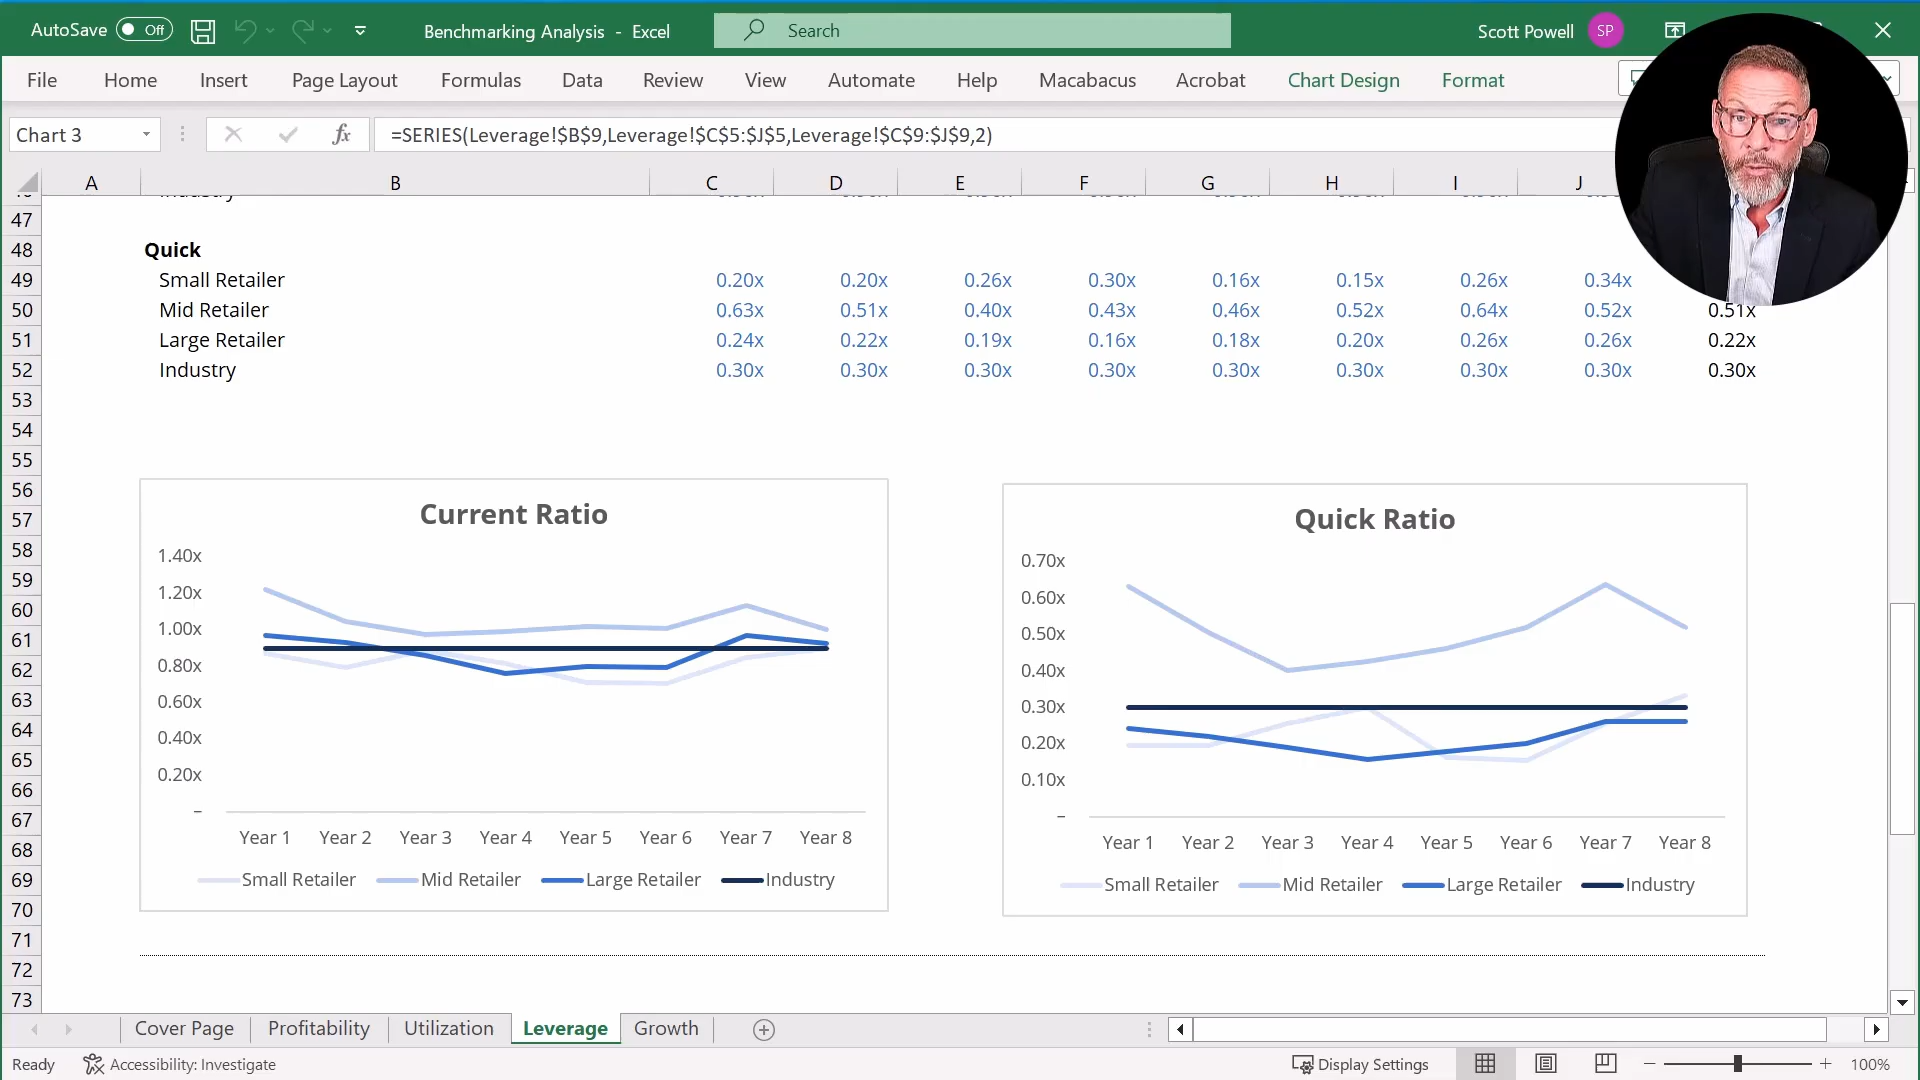 AutoSave Off Benchmarking Analysis - Excel Search Scott Powell SP
File Home Insert Page Layout Formulas Data Review View Automate Help Macabacus Acrobat Chart Design Format
Chart 3 fx =SERIES(Leverage!$B$9,Leverage!$C$5:$J$5,Leverage!$C$9:$J$9,2)
A B C D E F G H I J
47
48 Quick
49 Small Retailer 0.20x 0.20x 0.26x 0.30x 0.16x 0.15x 0.26x 0.34x
50 Mid Retailer 0.63x 0.51x 0.40x 0.43x 0.46x 0.52x 0.64x 0.52x 0.51x
51 Large Retailer 0.24x 0.22x 0.19x 0.16x 0.18x 0.20x 0.26x 0.26x 0.22x
52 Industry 0.30x 0.30x 0.30x 0.30x 0.30x 0.30x 0.30x 0.30x 0.30x
53
54
55
56
57
58
59
60
61
62
63
64
65
66
67
68
69
70
71
72
73
Current Ratio
1.40x
1.20x
1.00x
0.80x
0.60x
0.40x
0.20x
–
Year 1 Year 2 Year 3 Year 4 Year 5 Year 6 Year 7 Year 8
Small Retailer Mid Retailer Large Retailer Industry
Quick Ratio
0.70x
0.60x
0.50x
0.40x
0.30x
0.20x
0.10x
–
Year 1 Year 2 Year 3 Year 4 Year 5 Year 6 Year 7 Year 8
Small Retailer Mid Retailer Large Retailer Industry
Cover Page Profitability Utilization Leverage Growth
Ready Accessibility: Investigate Display Settings 100%